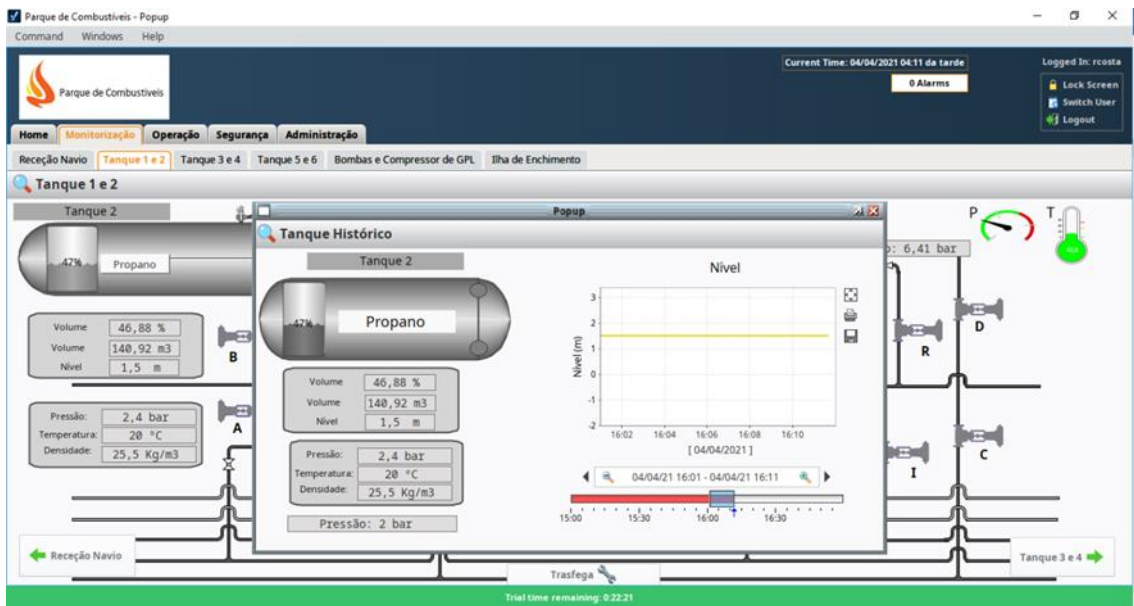 Parque de Combustíveis - Popup
Command Windows Help
Parque de Combustiveis
Current Time: 04/04/2021 04:11 da tarde
0 Alarms
Logged In: rcosta
Lock Screen
Switch User
Logout
Home Monitorização Operação Segurança Administração
Receção Navio Tanque 1 e 2 Tanque 3 e 4 Tanque 5 e 6 Bombas e Compressor de GPL Ilha de Enchimento
Tanque 1 e 2
Tanque 2
47%
Propano
Volume 46,88 %
Volume 140,92 m3
Nível 1,5 m
Pressão: 2,4 bar
Temperatura: 20 °C
Densidade: 25,5 Kg/m3
B
A
Popup
Tanque Histórico
Tanque 2
47%
Propano
Volume 46,88 %
Volume 140,92 m3
Nível 1,5 m
Pressão: 2,4 bar
Temperatura: 20 °C
Densidade: 25,5 Kg/m3
Pressão: 2 bar
Nível
Nível (m)
3
2
1
0
-1
-2
16:02 16:04 16:06 16:08 16:10
[ 04/04/2021 ]
04/04/21 16:01 - 04/04/21 16:11
15:00 15:30 16:00 16:30
P
T
: 6,41 bar
D
R
C
I
Receção Navio
Trasfega
Tanque 3 e 4
Trial time remaining: 0:22:21